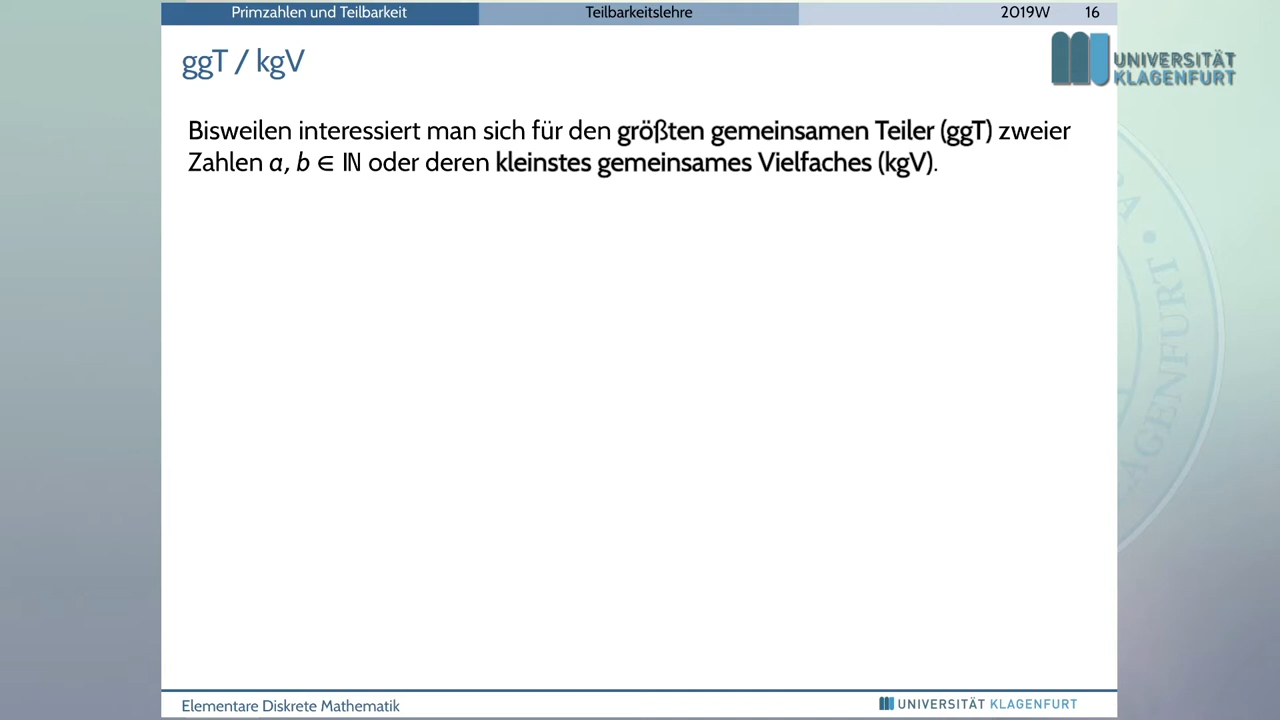 Primzahlen und Teilbarkeit Teilbarkeitslehre 2019W 16
ggT / kgV
UNIVERSITÄT
KLAGENFURT
Bisweilen interessiert man sich für den größten gemeinsamen Teiler (ggT) zweier
Zahlen a, b ∈ ℕ oder deren kleinstes gemeinsames Vielfaches (kgV).
KLAGENFURT
Elementare Diskrete Mathematik UNIVERSITÄT KLAGENFURT